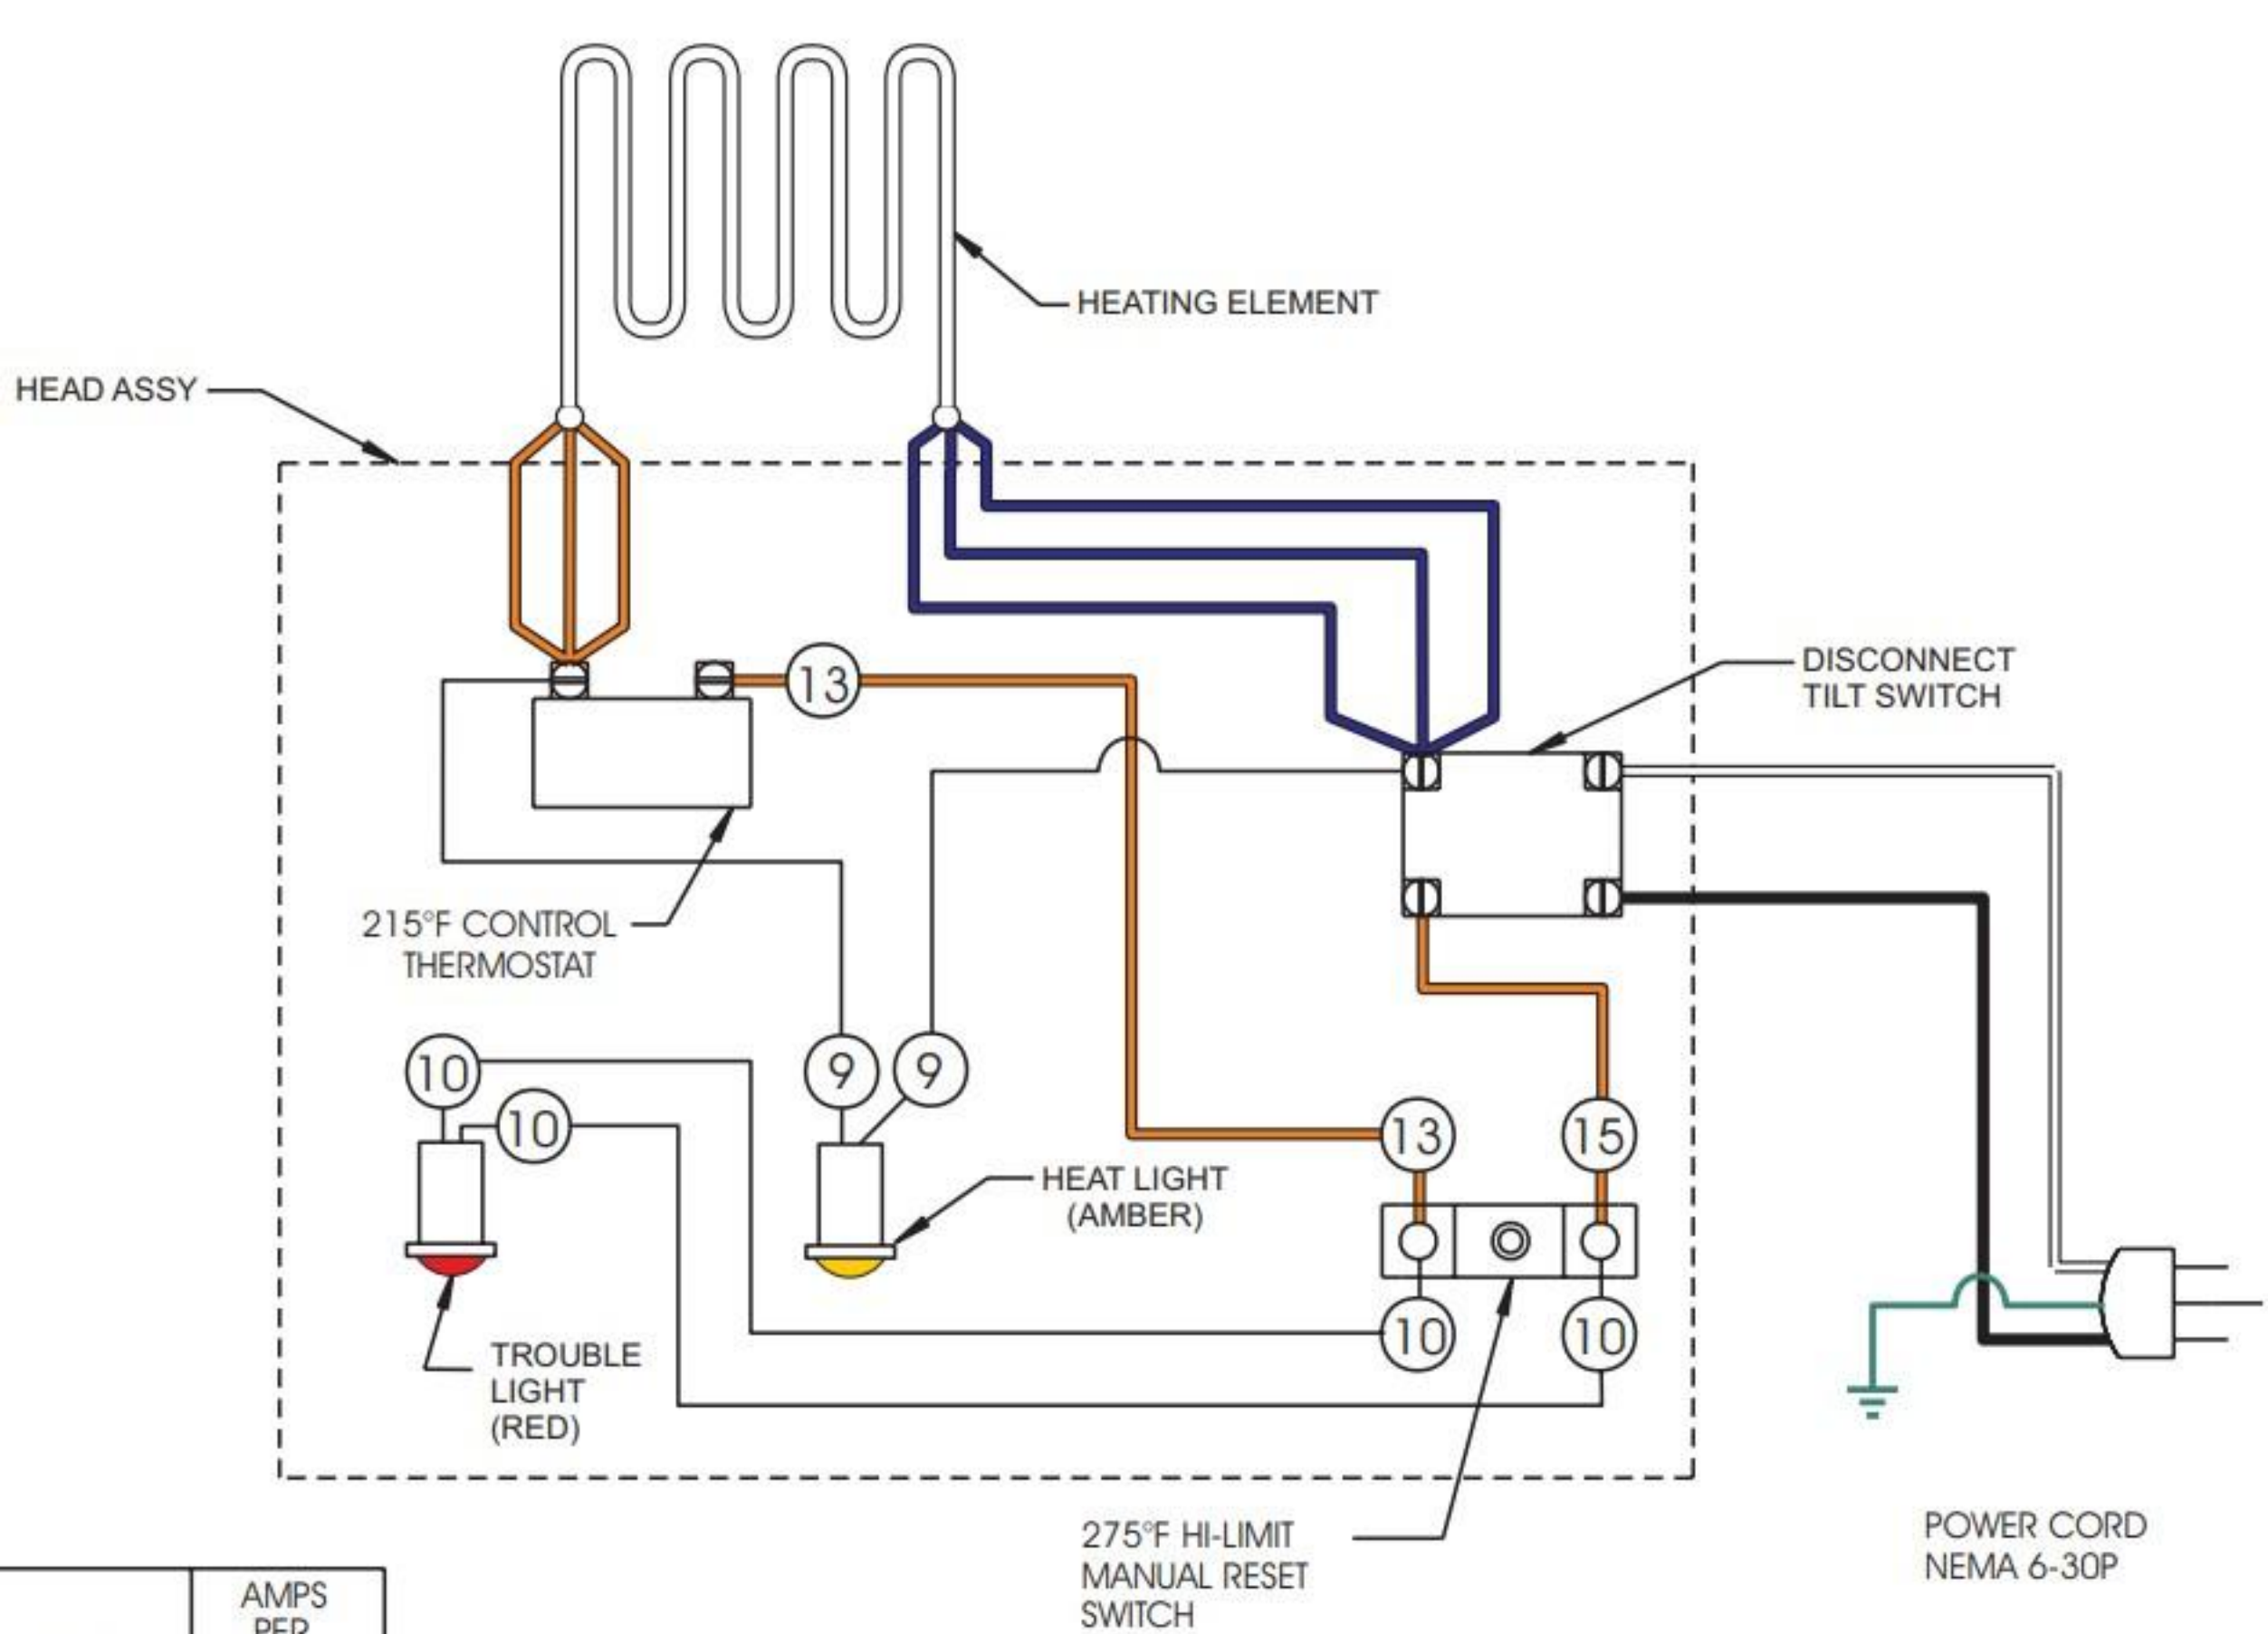 HEATING ELEMENT
HEAD ASSY
DISCONNECT
TILT SWITCH
13
215°F CONTROL
THERMOSTAT
10
9
9
10
13
15
HEAT LIGHT
(AMBER)
10
10
TROUBLE
LIGHT
(RED)
275°F HI-LIMIT
MANUAL RESET
SWITCH
POWER CORD
NEMA 6-30P
AMPS
PER